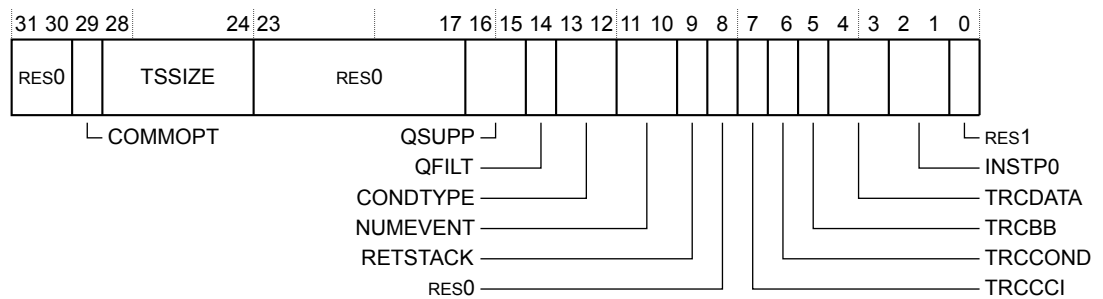 31 30 29 28 24 23 17 16 15 14 13 12 11 10 9 8 7 6 5 4 3 2 1 0
RES0 TSSIZE RES0
COMMOPT QSUPP RES1
QFILT INSTP0
CONDTYPE TRCDATA
NUMEVENT TRCBB
RETSTACK TRCCOND
RES0 TRCCCI